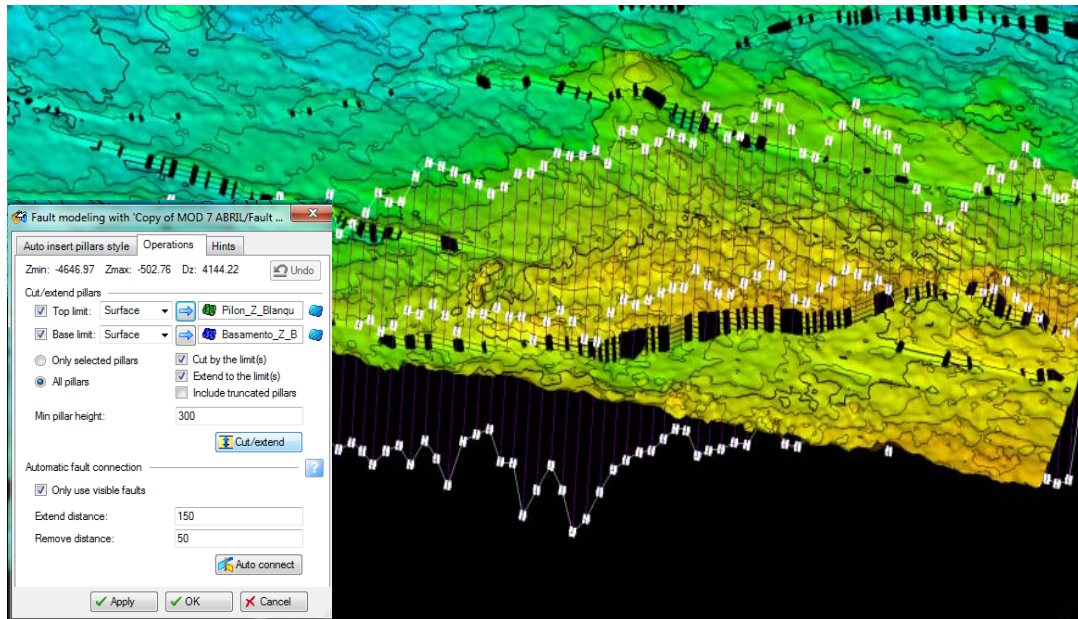 Fault modeling with 'Copy of MOD 7 ABRIL/Fault ...
Auto insert pillars style Operations Hints
Zmin: -4646.97 Zmax: -502.76 Dz: 4144.22 Undo
Cut/extend pillars
Top limit: Surface Pilon_Z_Blanqu
Base limit: Surface Basamento_Z_B
Only selected pillars Cut by the limit(s)
All pillars Extend to the limit(s)
Include truncated pillars
Min pillar height: 300
Cut/extend
Automatic fault connection ?
Only use visible faults
Extend distance: 150
Remove distance: 50
Auto connect
Apply OK Cancel